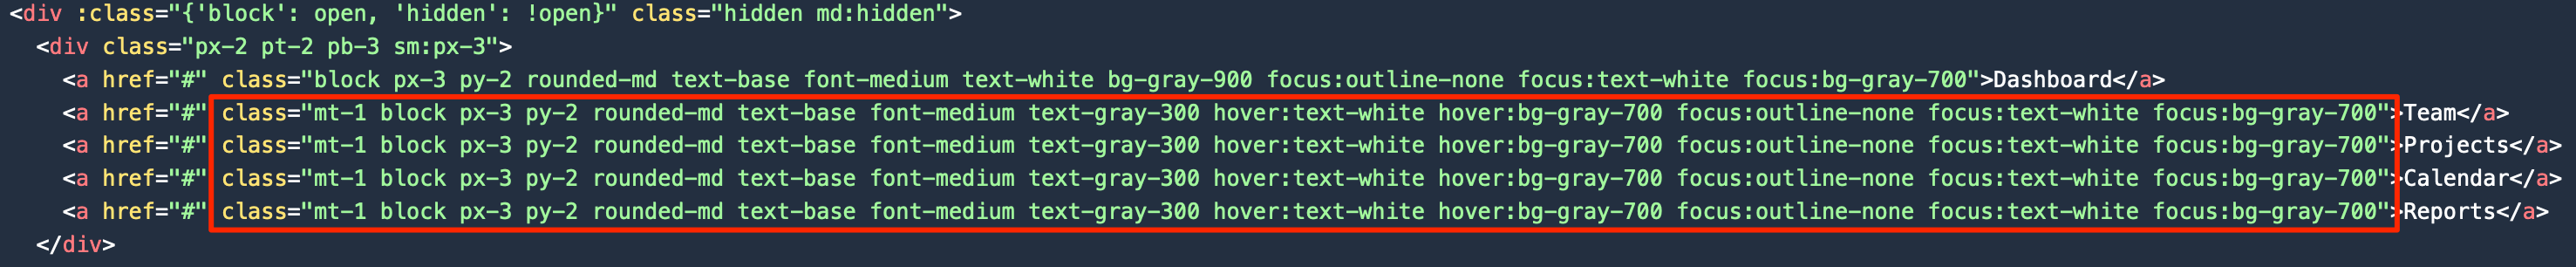 <div :class="{'block': open, 'hidden': !open}" class="hidden md:hidden">
<div class="px-2 pt-2 pb-3 sm:px-3">
<a href="#" class="block px-3 py-2 rounded-md text-base font-medium text-white bg-gray-900 focus:outline-none focus:text-white focus:bg-gray-700">Dashboard</a>
<a href="#" class="mt-1 block px-3 py-2 rounded-md text-base font-medium text-gray-300 hover:text-white hover:bg-gray-700 focus:outline-none focus:text-white focus:bg-gray-700">Team</a>
<a href="#" class="mt-1 block px-3 py-2 rounded-md text-base font-medium text-gray-300 hover:text-white hover:bg-gray-700 focus:outline-none focus:text-white focus:bg-gray-700">Projects</a>
<a href="#" class="mt-1 block px-3 py-2 rounded-md text-base font-medium text-gray-300 hover:text-white hover:bg-gray-700 focus:outline-none focus:text-white focus:bg-gray-700">Calendar</a>
<a href="#" class="mt-1 block px-3 py-2 rounded-md text-base font-medium text-gray-300 hover:text-white hover:bg-gray-700 focus:outline-none focus:text-white focus:bg-gray-700">Reports</a>
</div>